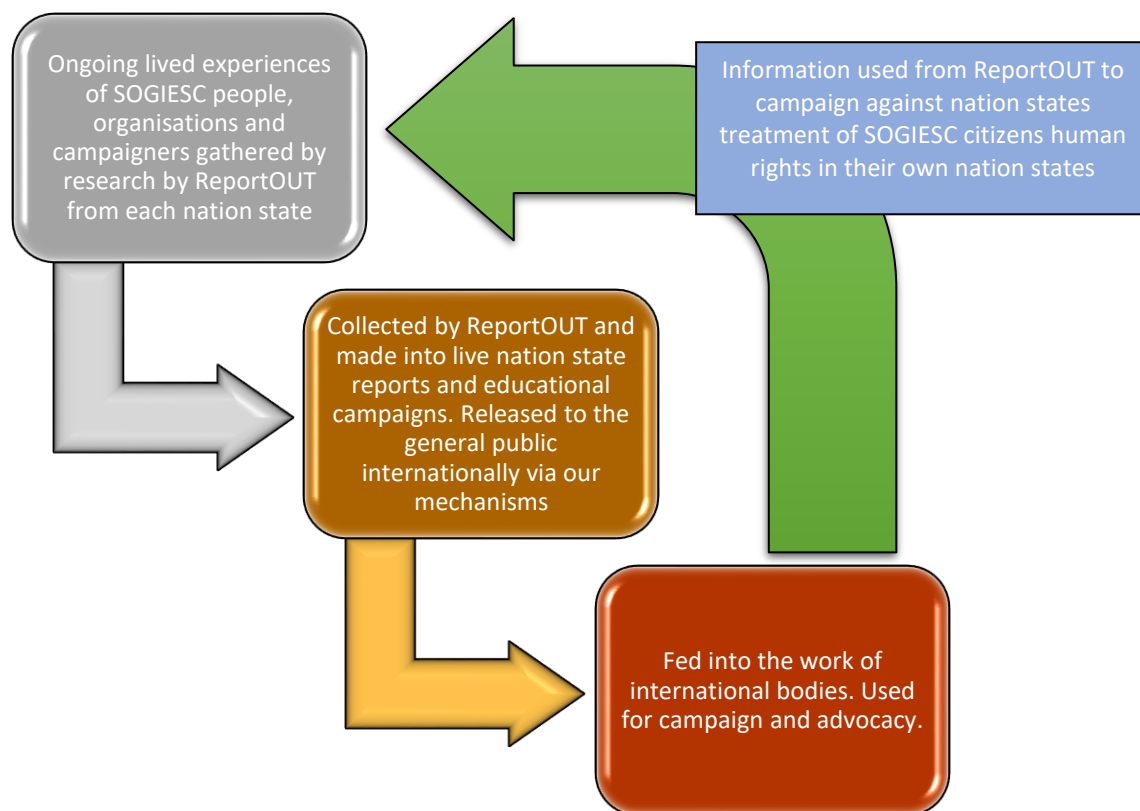 Ongoing lived experiences
of SOGIESC people,
organisations and
campaigners gathered by
research by ReportOUT
from each nation state
Information used from ReportOUT to
campaign against nation states
treatment of SOGIESC citizens human
rights in their own nation states
Collected by ReportOUT and
made into live nation state
reports and educational
campaigns. Released to the
general public
internationally via our
mechanisms
Fed into the work of
international bodies. Used
for campaign and advocacy.